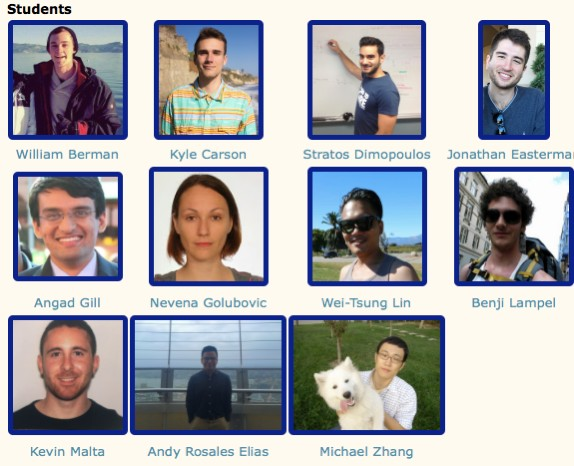 Students
William Berman
Kyle Carson
Stratos Dimopoulos
Jonathan Easterma
Angad Gill
Nevena Golubovic
Wei-Tsung Lin
Benji Lampel
Kevin Malta
Andy Rosales Elias
Michael Zhang